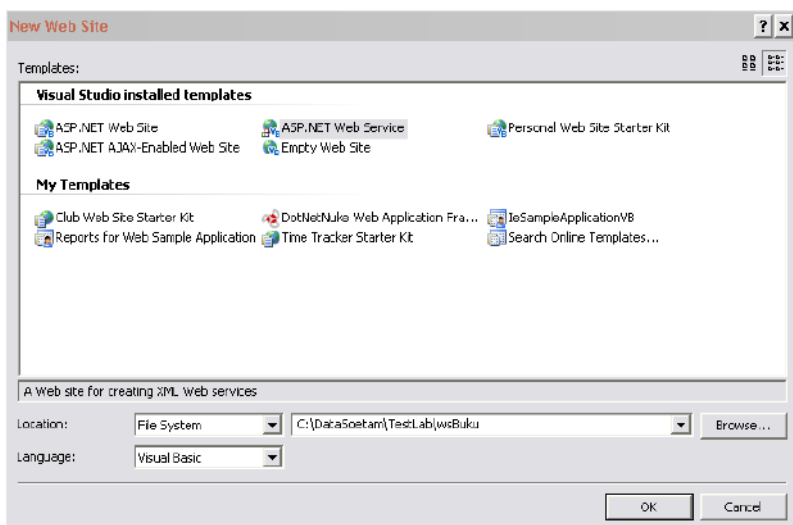 New Web Site
Templates:
Visual Studio installed templates
ASP.NET Web Site
ASP.NET Web Service
Personal Web Site Starter Kit
ASP.NET AJAX-Enabled Web Site
Empty Web Site
My Templates
Club Web Site Starter Kit
DotNetNuke Web Application Fra...
IeSampleApplicationVB
Reports for Web Sample Application
Time Tracker Starter Kit
Search Online Templates...
A Web site for creating XML Web services
Location:
File System
C:\DataSoetam\TestLab\wsBuku
Browse...
Language:
Visual Basic
OK
Cancel